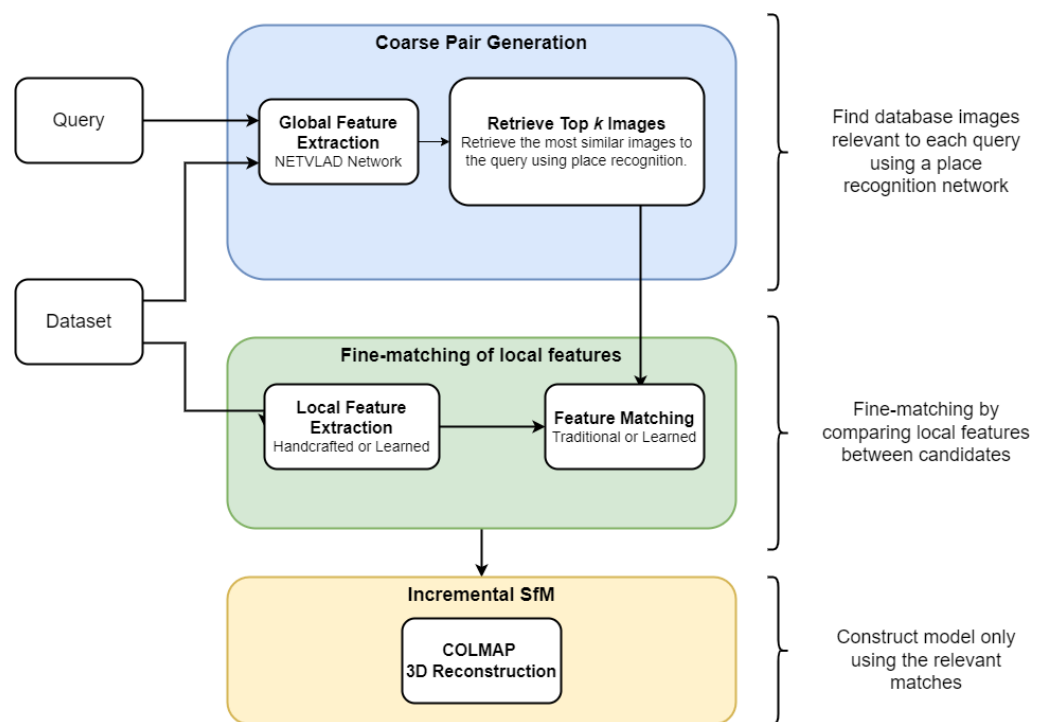 Coarse Pair Generation
Query
Global Feature
Extraction
NETVLAD Network
Retrieve Top k Images
Retrieve the most similar images to
the query using place recognition.
Find database images
relevant to each query
using a place
recognition network
Dataset
Fine-matching of local features
Local Feature
Extraction
Handcrafted or Learned
Feature Matching
Traditional or Learned
Fine-matching by
comparing local features
between candidates
Incremental SfM
COLMAP
3D Reconstruction
Construct model only
using the relevant
matches